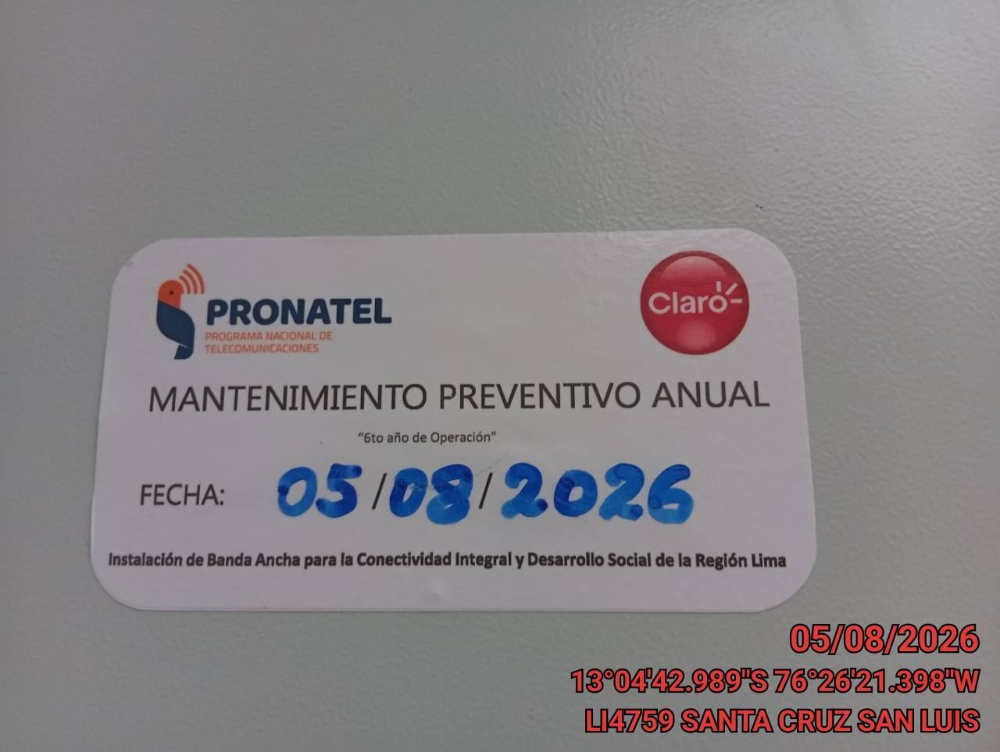 PRONATEL
PROGRAMA NACIONAL DE
TELECOMUNICACIONES
Claro
MANTENIMIENTO PREVENTIVO ANUAL
“6to año de Operación”
FECHA: 05/08/2026
Instalación de Banda Ancha para la Conectividad Integral y Desarrollo Social de la Región Lima
05/08/2026
13°04'42.989"S 76°26'21.398"W
LI4759 SANTA CRUZ SAN LUIS